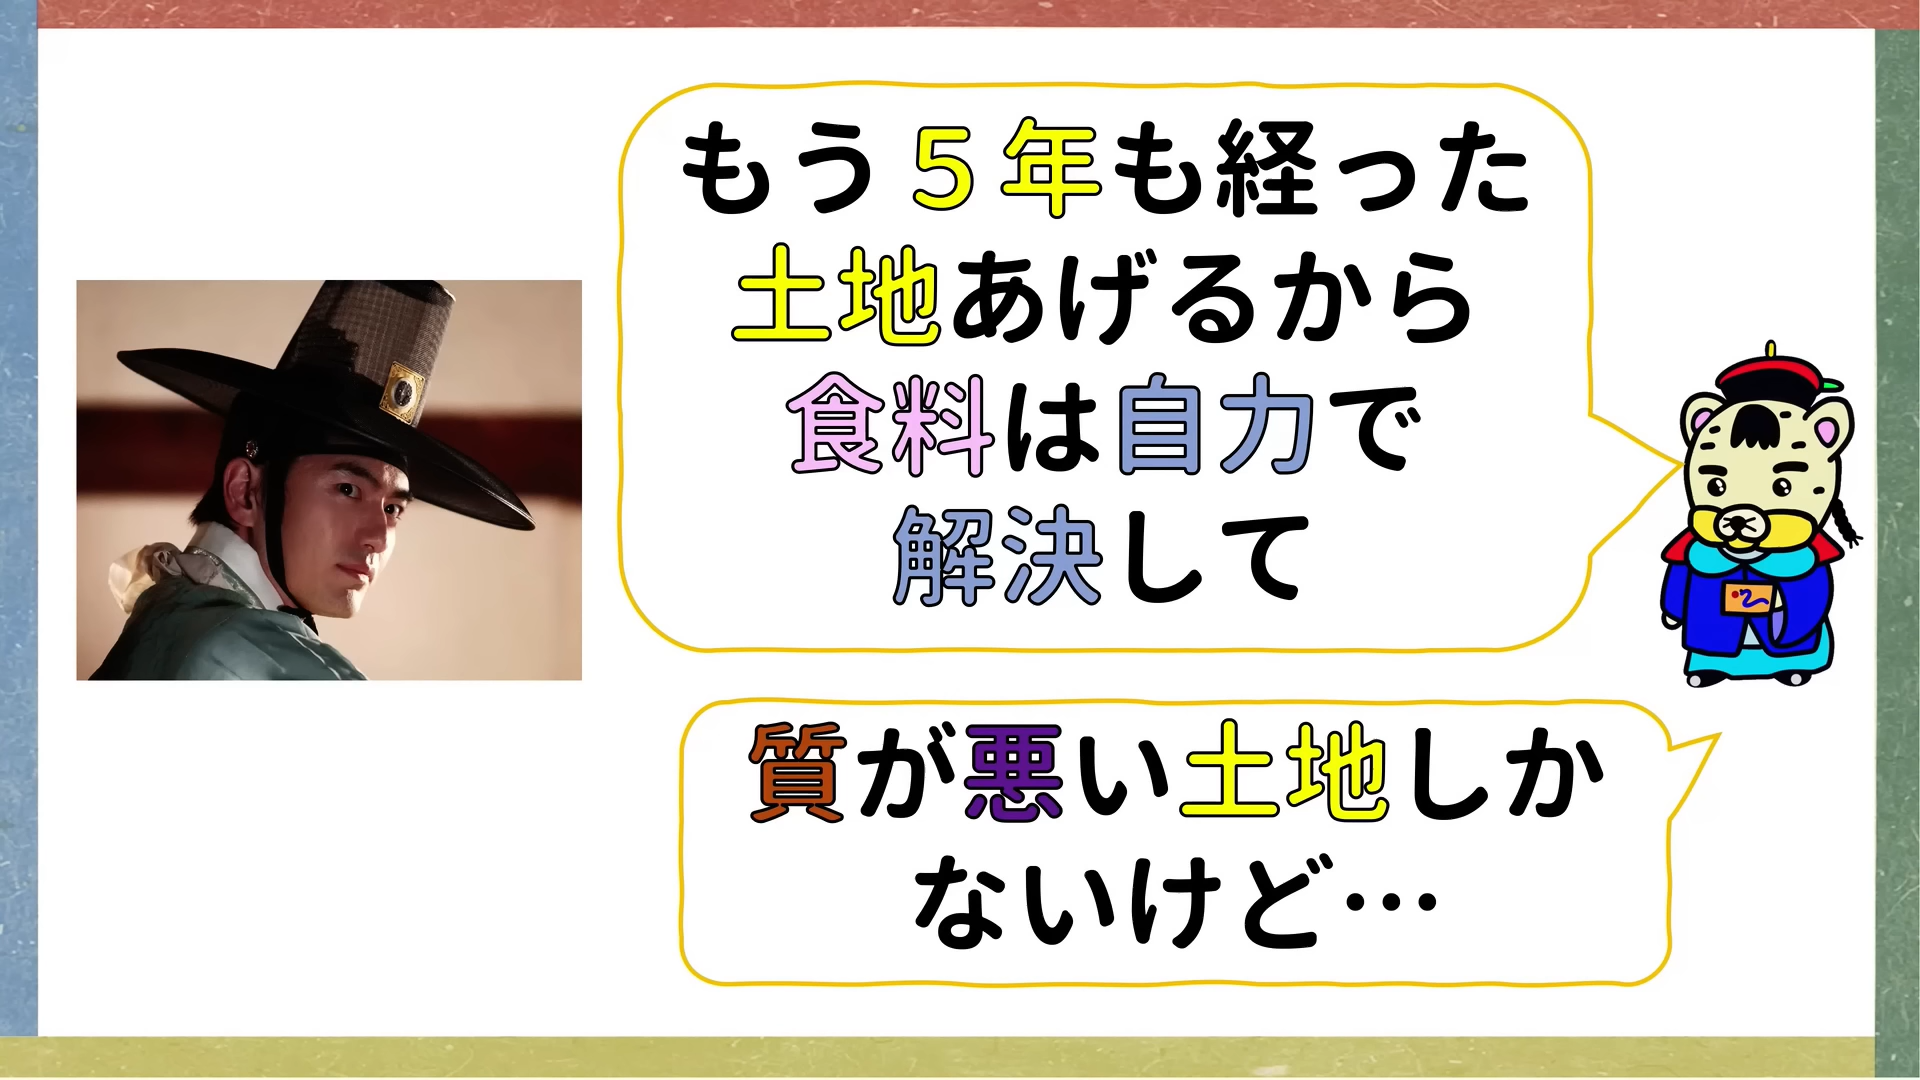 もう５年も経った
土地あげるから
食料は自力で
解決して
質が悪い土地しか
ないけど…